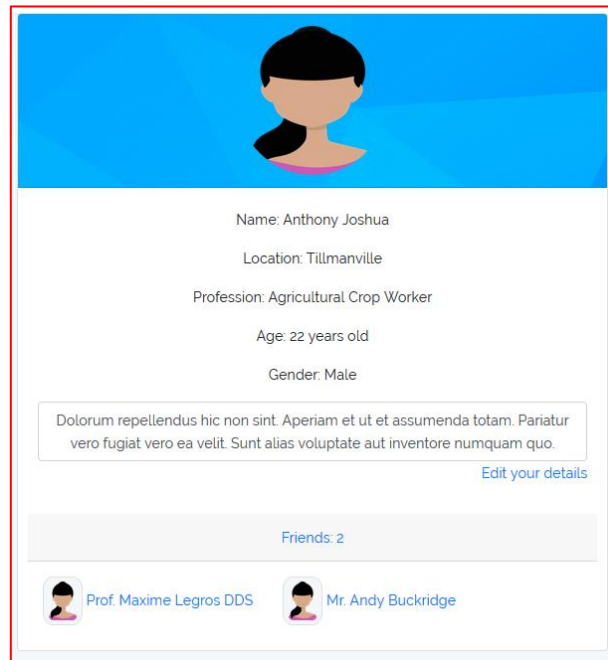 Name: Anthony Joshua
Location: Tillmanville
Profession: Agricultural Crop Worker
Age: 22 years old
Gender: Male
Dolorum repellendus hic non sint. Aperiam et ut et assumenda totam. Pariatur
vero fugiat vero ea velit. Sunt alias voluptate aut inventore numquam quo.
Edit your details
Friends: 2
Prof. Maxime Legros DDS
Mr. Andy Buckridge